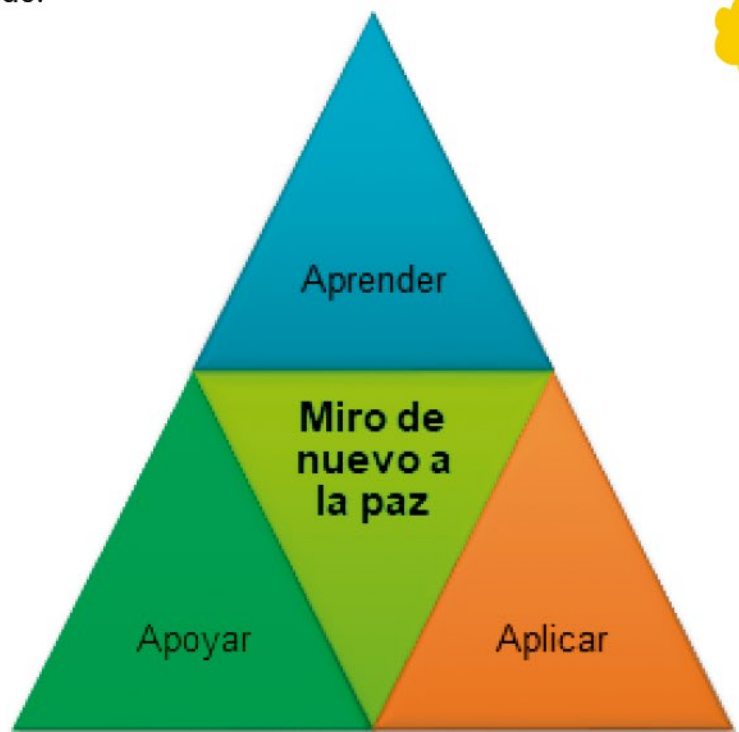 Aprender
Miro de
nuevo a
la paz
Apoyar
Aplicar